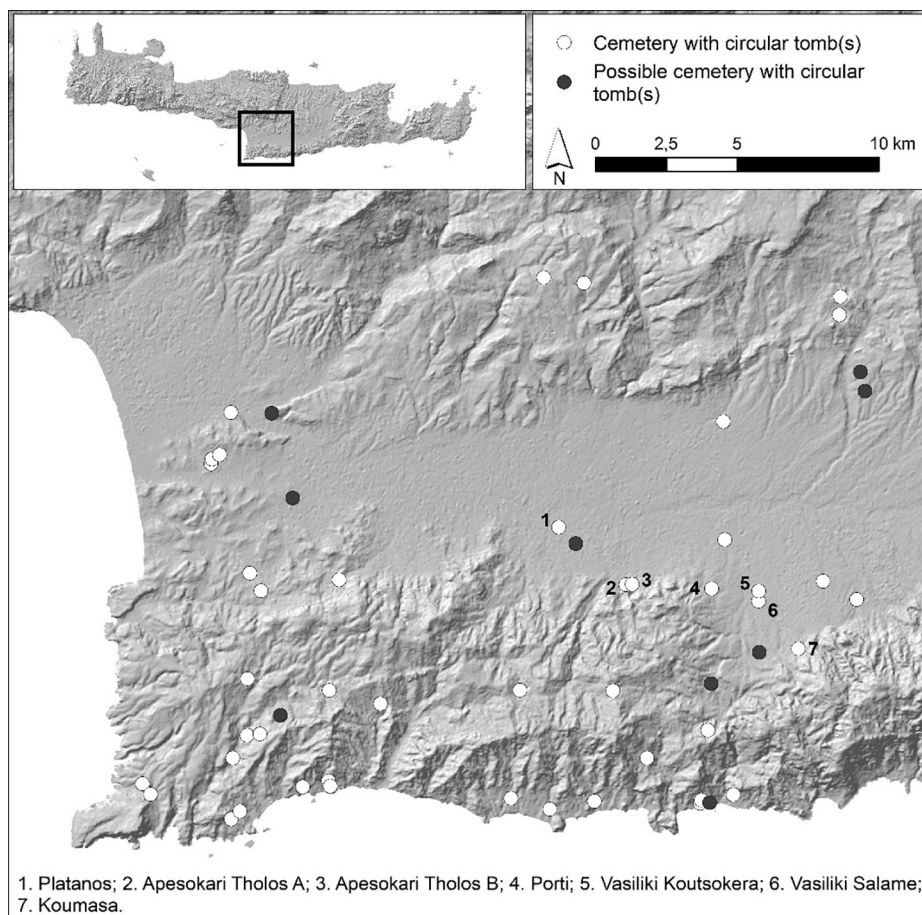 Cemetery with circular tomb(s)
Possible cemetery with circular
tomb(s)
N
0 2,5 5 10 km
1
2
3
4
5
6
7
1. Platanos; 2. Apesokari Tholos A; 3. Apesokari Tholos B; 4. Porti; 5. Vasiliki Koutsokera; 6. Vasiliki Salame;
7. Koumasa.